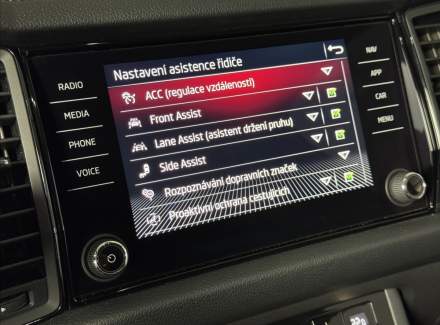 Nastavení asistence řidiče
RADIO
MEDIA
PHONE
VOICE
ACC (regulace vzdálenosti)
Front Assist
Lane Assist (asistent držení pruhu)
Side Assist
Rozpoznávání dopravních značek
Proaktivní ochrana cestujících
NAV
APP
CAR
MENU